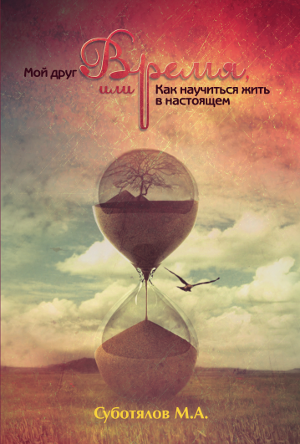 Мой друг Время,
или Как научиться жить
в настоящем
Суботялов М.А.